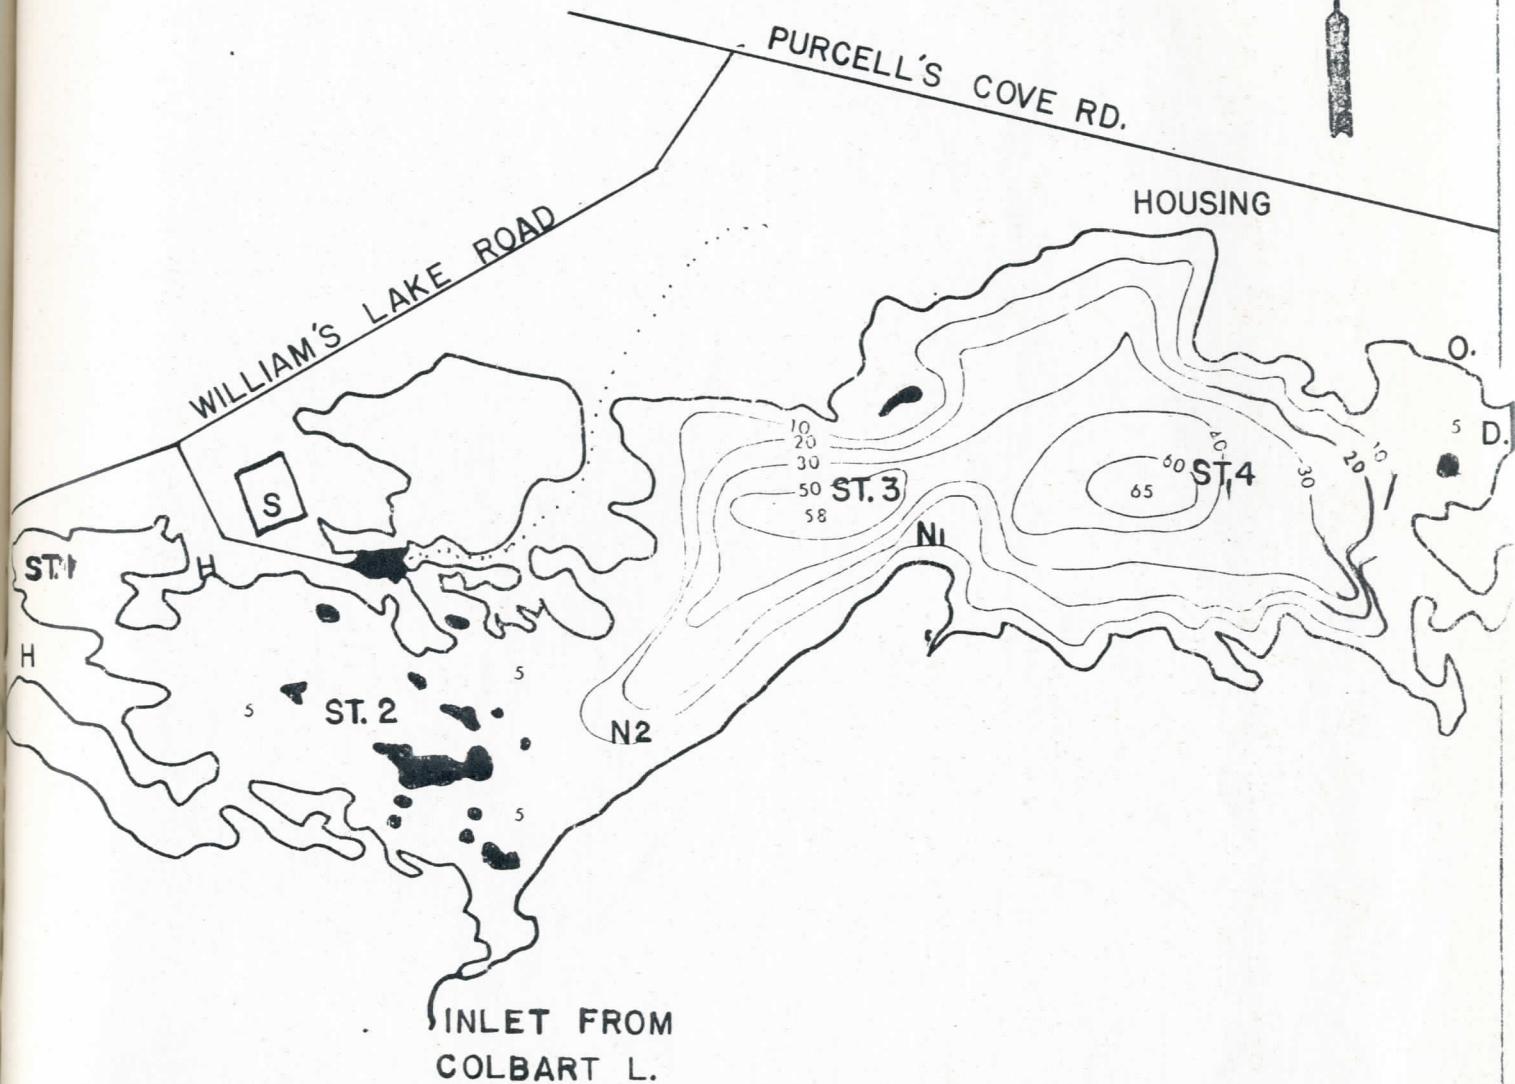 PURCELL'S COVE RD.
HOUSING
WILLIAM'S LAKE ROAD
O.
5 D.
10
20
30
50 ST. 3
58
40
60 ST. 4
65
30
20
10
S
N1
ST. 1
H
H
5
5
ST. 2
N2
5
INLET FROM
COLBART L.